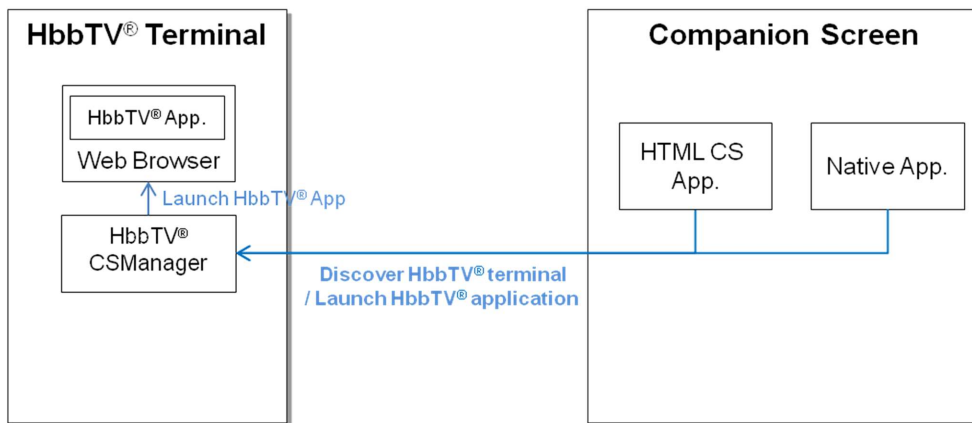 HbbTV® Terminal
HbbTV® App.
Web Browser
Launch HbbTV® App
HbbTV®
CSManager
Discover HbbTV® terminal
/ Launch HbbTV® application
Companion Screen
HTML CS
App.
Native App.